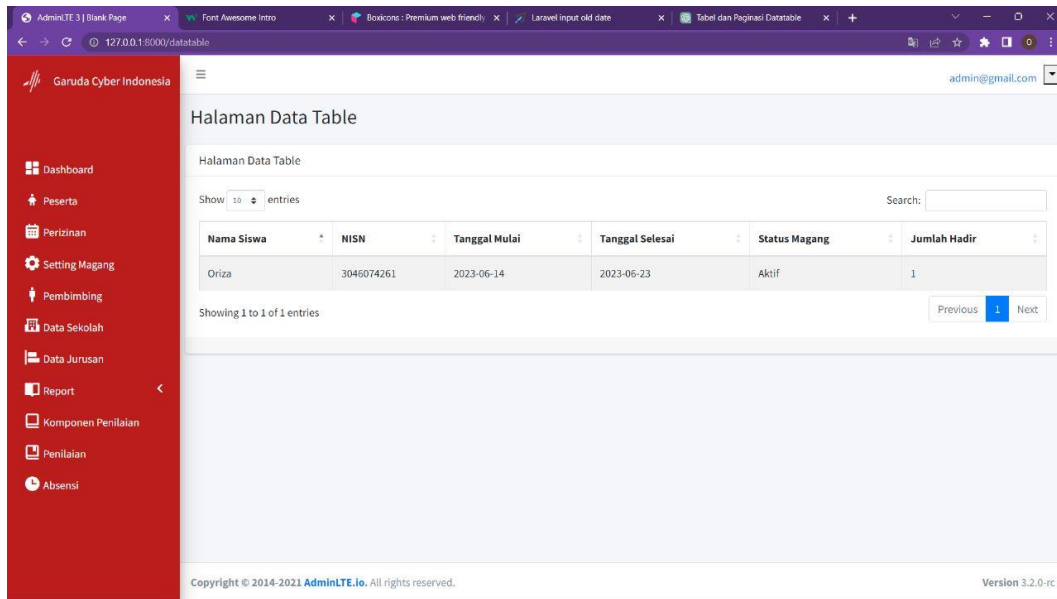 AdminLTE 3 | Blank Page
Font Awesome Intro
Boxicons : Premium web friendly
Laravel input old date
Tabel dan Paginasi Datatable
127.0.0.1:8000/datatable
Garuda Cyber Indonesia
admin@gmail.com
Halaman Data Table
Dashboard
Peserta
Perizinan
Setting Magang
Pembimbing
Data Sekolah
Data Jurusan
Report
Komponen Penilaian
Penilaian
Absensi
Halaman Data Table
Show 10 entries
Search:
Nama Siswa NISN Tanggal Mulai Tanggal Selesai Status Magang Jumlah Hadir
Oriza 3046074261 2023-06-14 2023-06-23 Aktif 1
Showing 1 to 1 of 1 entries
Previous 1 Next
Copyright © 2014-2021 AdminLTE.io. All rights reserved.
Version 3.2.0-rc